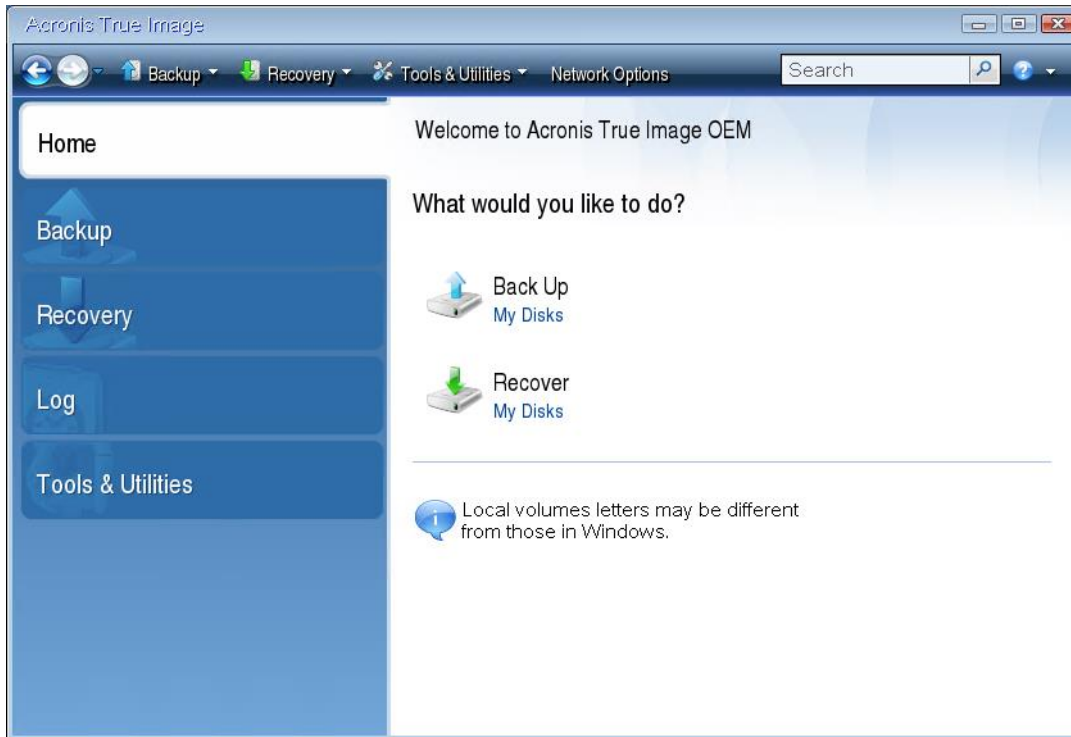 Acronis True Image
Backup Recovery Tools & Utilities Network Options Search
Home
Backup
Recovery
Log
Tools & Utilities
Welcome to Acronis True Image OEM
What would you like to do?
Back Up
My Disks
Recover
My Disks
Local volumes letters may be different
from those in Windows.